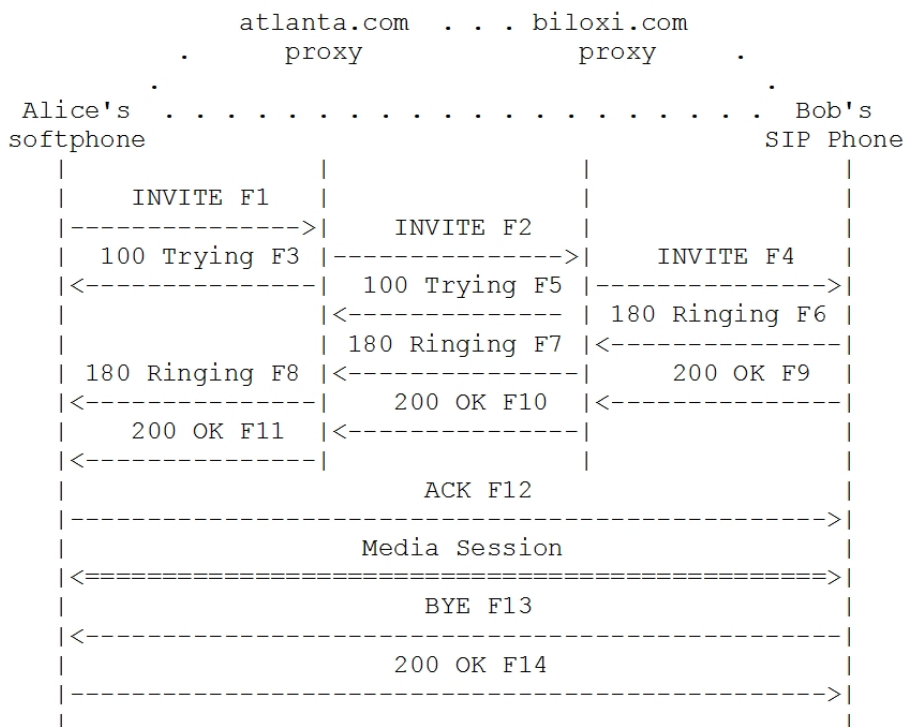 atlanta.com  . . . biloxi.com
                 .      proxy              proxy     .
               .                                       .
       Alice's  . . . . . . . . . . . . . . . . . . . .  Bob's
      softphone                                        SIP Phone
         |                |                |                |
         |    INVITE F1   |                |                |
         |--------------->|    INVITE F2   |                |
         |  100 Trying F3 |--------------->|    INVITE F4   |
         |<---------------|  100 Trying F5 |--------------->|
         |                |<-------------- | 180 Ringing F6 |
         |                | 180 Ringing F7 |<---------------|
         | 180 Ringing F8 |<---------------|     200 OK F9  |
         |<---------------|    200 OK F10  |<---------------|
         |    200 OK F11  |<---------------|                |
         |<---------------|                |                |
         |                       ACK F12                    |
         |------------------------------------------------->|
         |                   Media Session                  |
         |<================================================>|
         |                       BYE F13                    |
         |<-------------------------------------------------|
         |                     200 OK F14                   |
         |------------------------------------------------->|
         |                                                  |